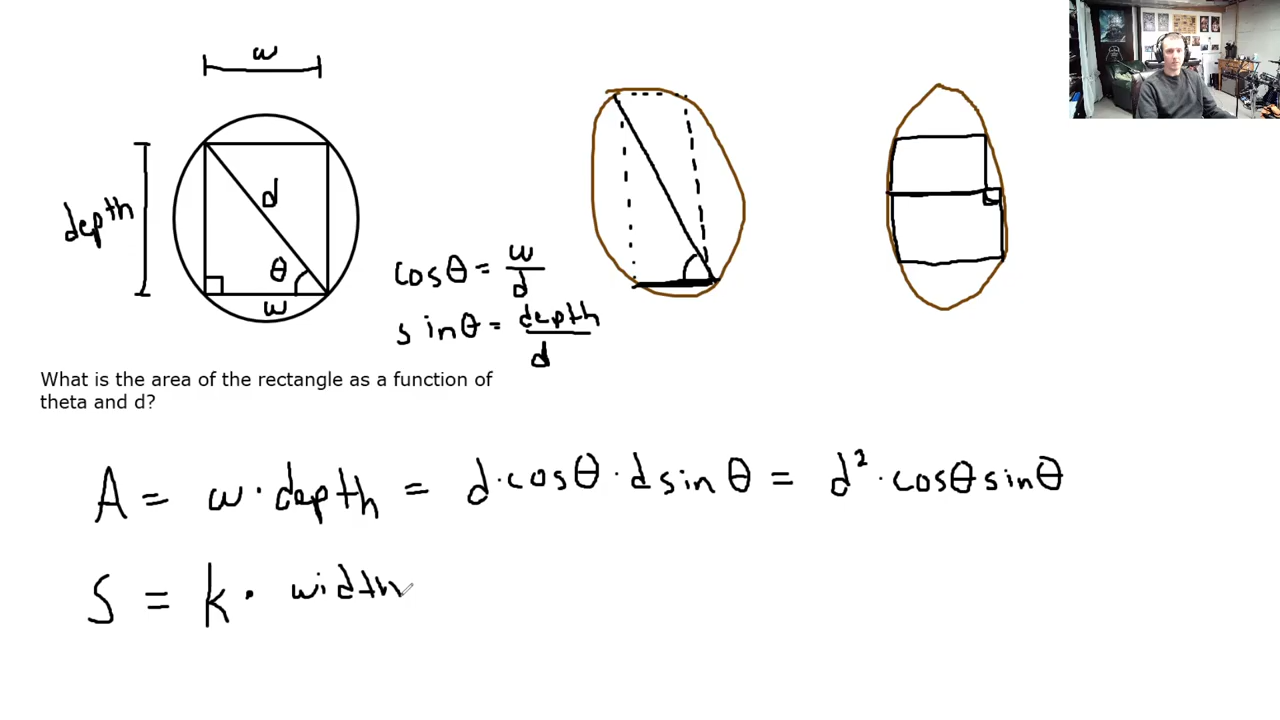 w
depth
d
θ
w
cosθ = w/d
sinθ = depth/d
What is the area of the rectangle as a function of
theta and d?
A = w · depth = d · cosθ · d sinθ = d² · cosθ sinθ
S = k · width